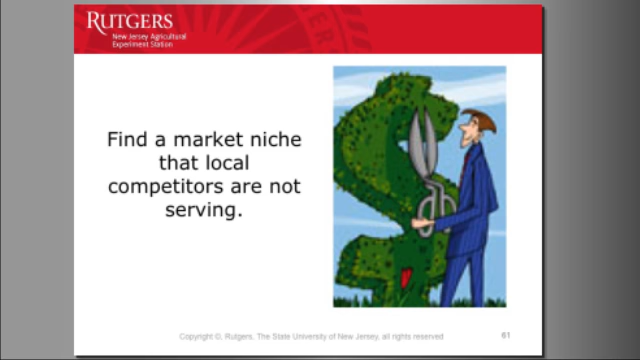 RUTGERS
New Jersey Agricultural
Experiment Station
Find a market niche
that local
competitors are not
serving.
Copyright ©, Rutgers, The State University of New Jersey, all rights reserved
61